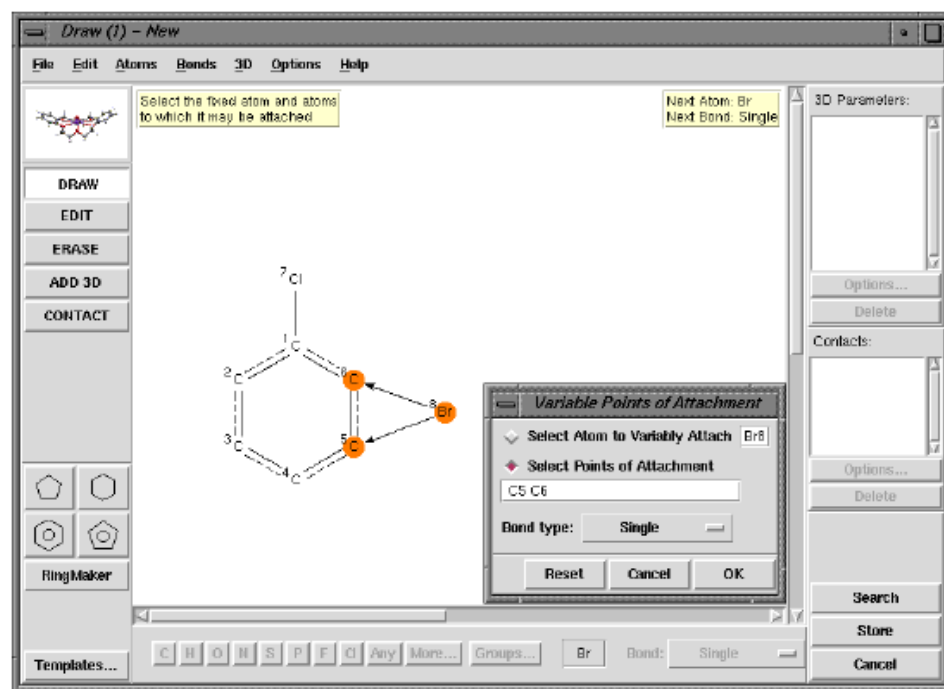 Draw (1) – New
File Edit Atoms Bonds 3D Options Help
Select the fixed atom and atoms
to which it may be attached
Next Atom: Br
Next Bond: Single
3D Parameters:
DRAW
EDIT
ERASE
ADD 3D
CONTACT
Options...
Delete
Contacts:
Options...
Delete
7 Cl
1 C
2 C
6 C
3 C
5 C
4 C
8 Br
Variable Points of Attachment
Select Atom to Variably Attach Br8
Select Points of Attachment
C5 C6
Bond type: Single
Reset Cancel OK
RingMaker
Templates...
C H O N S P F Cl Any More... Groups... Br Bond: Single
Search
Store
Cancel